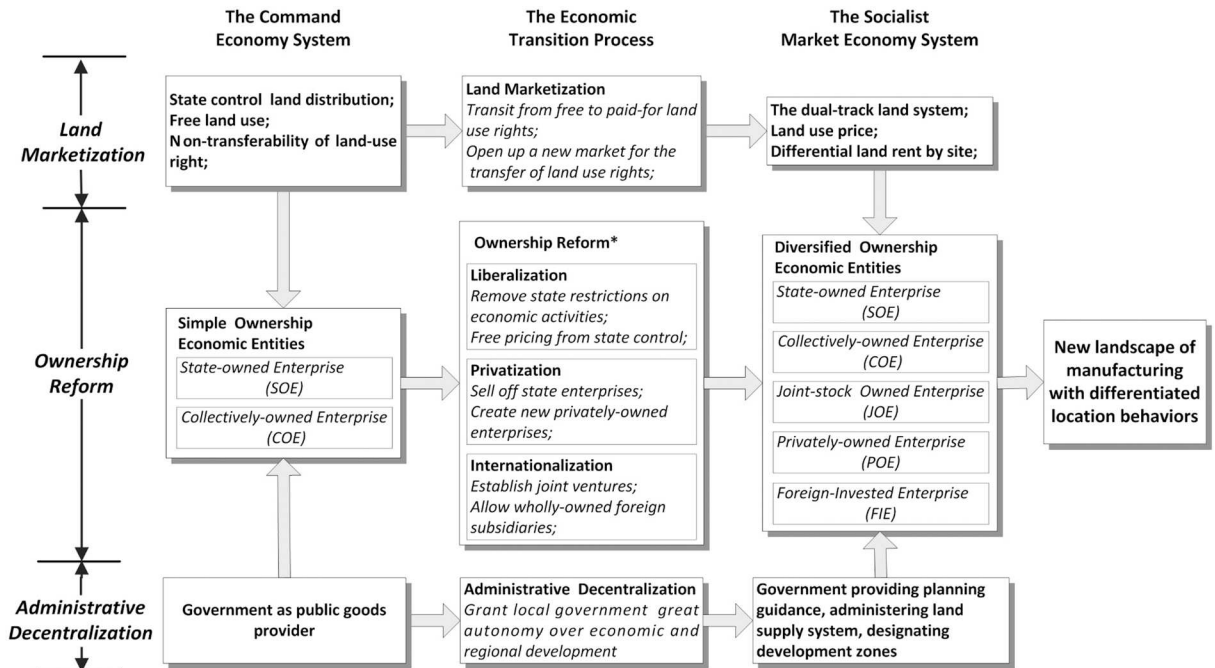 The Command
Economy System
The Economic
Transition Process
The Socialist
Market Economy System
Land
Marketization
State control land distribution;
Free land use;
Non-transferability of land-use
right;
Land Marketization
Transit from free to paid-for land
use rights;
Open up a new market for the
transfer of land use rights;
The dual-track land system;
Land use price;
Differential land rent by site;
Ownership
Reform
Simple Ownership
Economic Entities
State-owned Enterprise
(SOE)
Collectively-owned Enterprise
(COE)
Ownership Reform*
Liberalization
Remove state restrictions on
economic activities;
Free pricing from state control;
Privatization
Sell off state enterprises;
Create new privately-owned
enterprises;
Internationalization
Establish joint ventures;
Allow wholly-owned foreign
subsidiaries;
Diversified Ownership
Economic Entities
State-owned Enterprise
(SOE)
Collectively-owned Enterprise
(COE)
Joint-stock Owned Enterprise
(JOE)
Privately-owned Enterprise
(POE)
Foreign-Invested Enterprise
(FIE)
New landscape of
manufacturing
with differentiated
location behaviors
Administrative
Decentralization
Government as public goods
provider
Administrative Decentralization
Grant local government great
autonomy over economic and
regional development
Government providing planning
guidance, administering land
supply system, designating
development zones